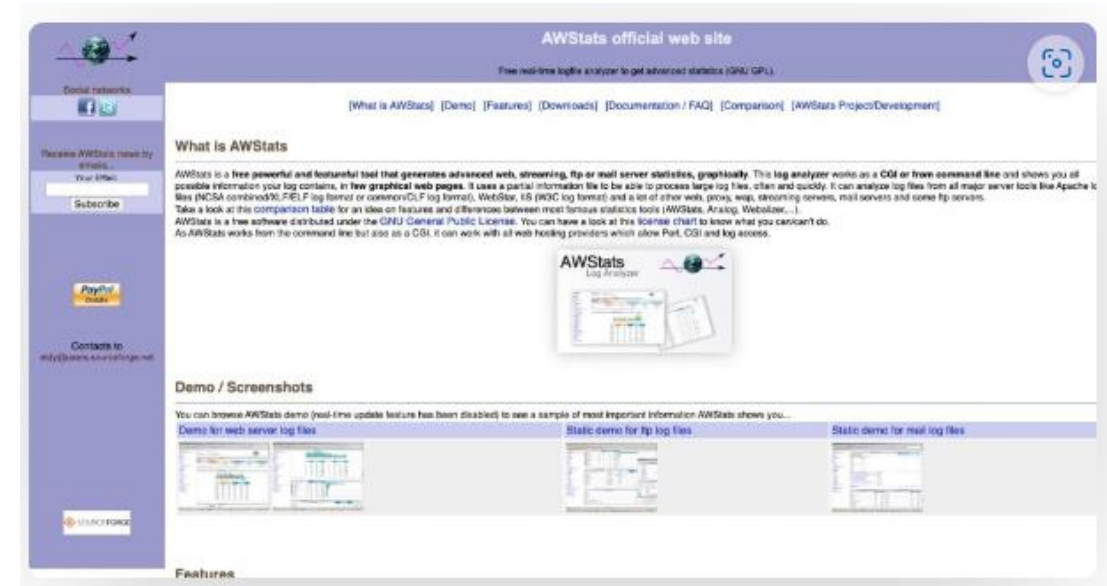 AWStats official web site
Free real-time logfile analyzer to get advanced statistics (GNU GPL).
Social networks
[What is AWStats] [Demo] [Features] [Downloads] [Documentation / FAQ] [Comparison] [AWStats Project/Development]
Receive AWStats news by
emails...
Your EMail:
Subscribe
PayPal
Donate
Contacts to
eldy@users.sourceforge.net
SOURCEFORGE
What is AWStats
AWStats is a free powerful and featureful tool that generates advanced web, streaming, ftp or mail server statistics, graphically. This log analyzer works as a CGI or from command line and shows you all
possible information your log contains, in few graphical web pages. It uses a partial information file to be able to process large log files, often and quickly. It can analyze log files from all major server tools like Apache lo
files (NCSA combined/XLF/ELF log format or common/CLF log format), WebStar, IIS (W3C log format) and a lot of other web, proxy, wap, streaming servers, mail servers and some ftp servers.
Take a look at this comparison table for an idea on features and differences between most famous statistics tools (AWStats, Analog, Webalizer,...).
AWStats is a free software distributed under the GNU General Public License. You can have a look at this license chart to know what you can/can't do.
As AWStats works from the command line but also as a CGI, it can work with all web hosting providers which allow Perl, CGI and log access.
AWStats
Log Analyzer
Demo / Screenshots
You can browse AWStats demo (real-time update feature has been disabled) to see a sample of most important information AWStats shows you...
Demo for web server log files
Static demo for ftp log files
Static demo for mail log files
Features